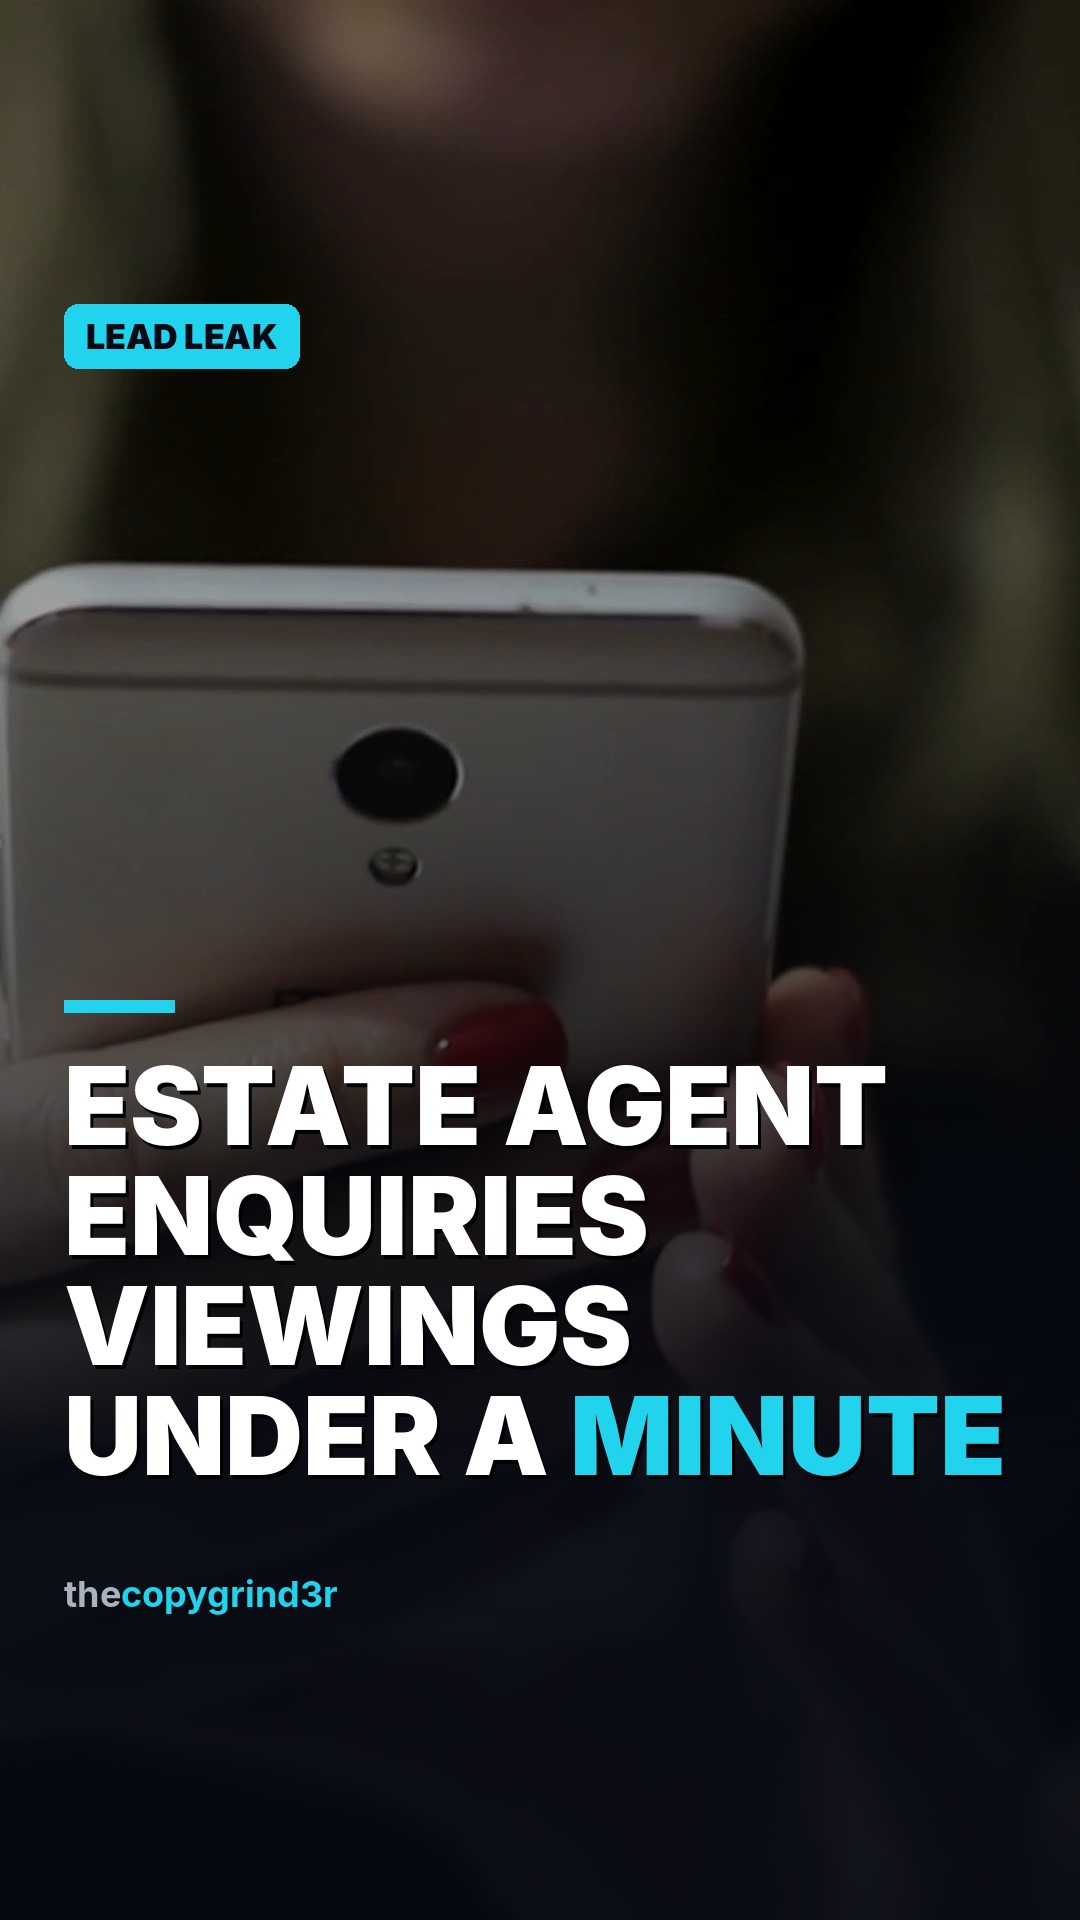 LEAD LEAK
ESTATE AGENT
ENQUIRIES
VIEWINGS
UNDER A MINUTE
thecopygrind3r